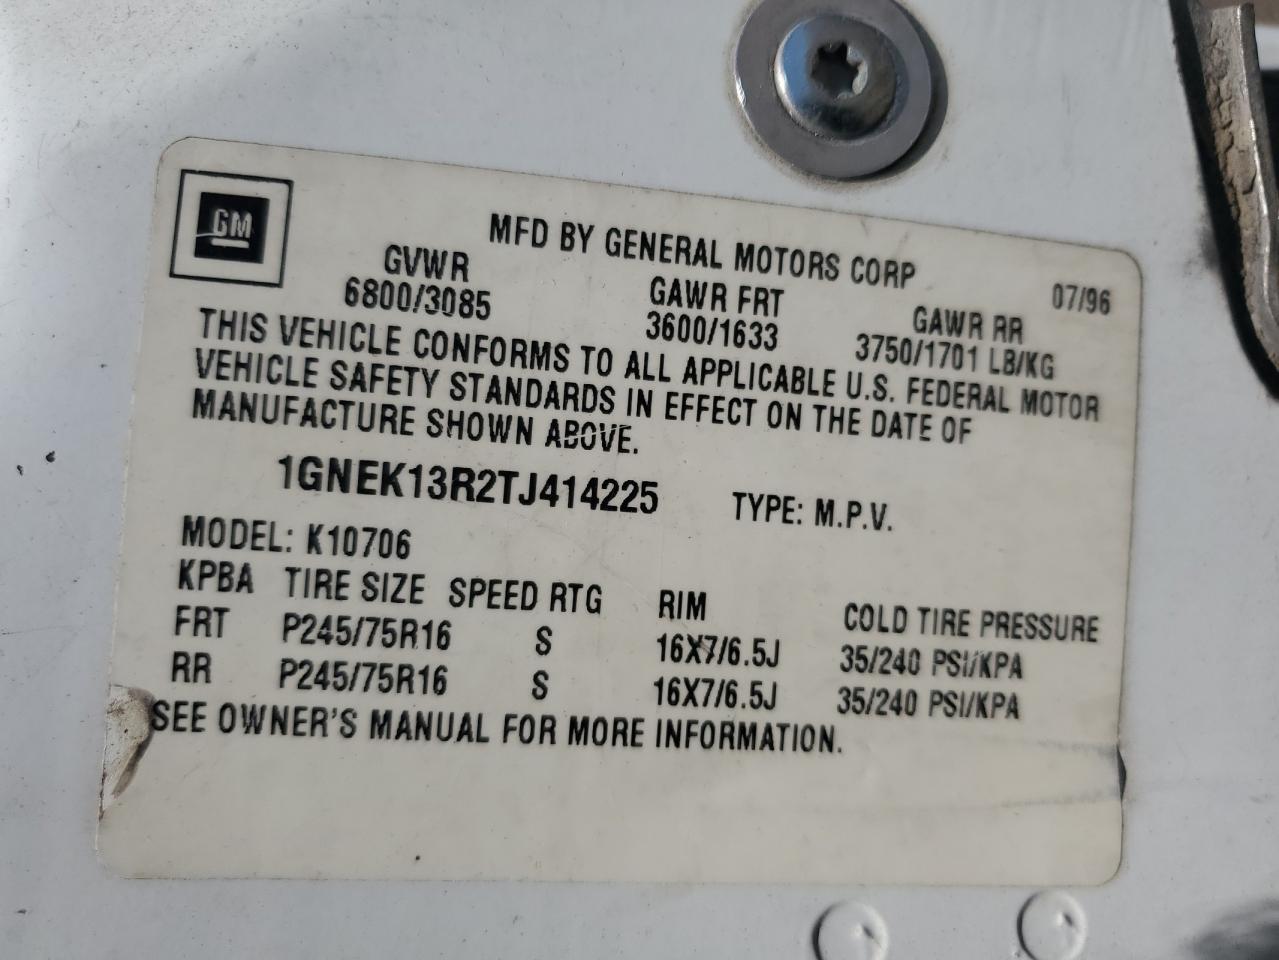 GM
MFD BY GENERAL MOTORS CORP 07/96
GVWR GAWR FRT GAWR RR
6800/3085 3600/1633 3750/1701 LB/KG
THIS VEHICLE CONFORMS TO ALL APPLICABLE U.S. FEDERAL MOTOR
VEHICLE SAFETY STANDARDS IN EFFECT ON THE DATE OF
MANUFACTURE SHOWN ABOVE.
1GNEK13R2TJ414225 TYPE: M.P.V.
MODEL: K10706
KPBA TIRE SIZE SPEED RTG RIM COLD TIRE PRESSURE
FRT P245/75R16 S 16X7/6.5J 35/240 PSI/KPA
RR P245/75R16 S 16X7/6.5J 35/240 PSI/KPA
SEE OWNER'S MANUAL FOR MORE INFORMATION.